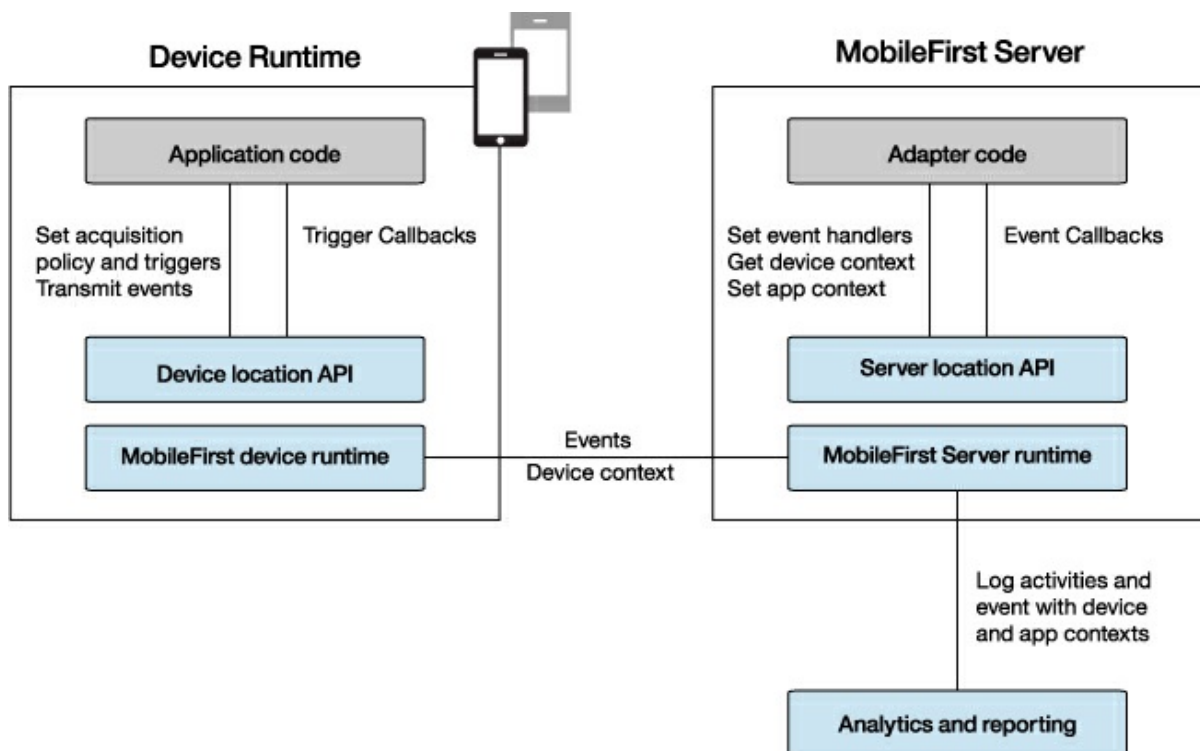 Device Runtime
Application code
Set acquisition
policy and triggers
Transmit events
Trigger Callbacks
Device location API
MobileFirst device runtime
Events
Device context
MobileFirst Server
Adapter code
Set event handlers
Get device context
Set app context
Event Callbacks
Server location API
MobileFirst Server runtime
Log activities and
event with device
and app contexts
Analytics and reporting